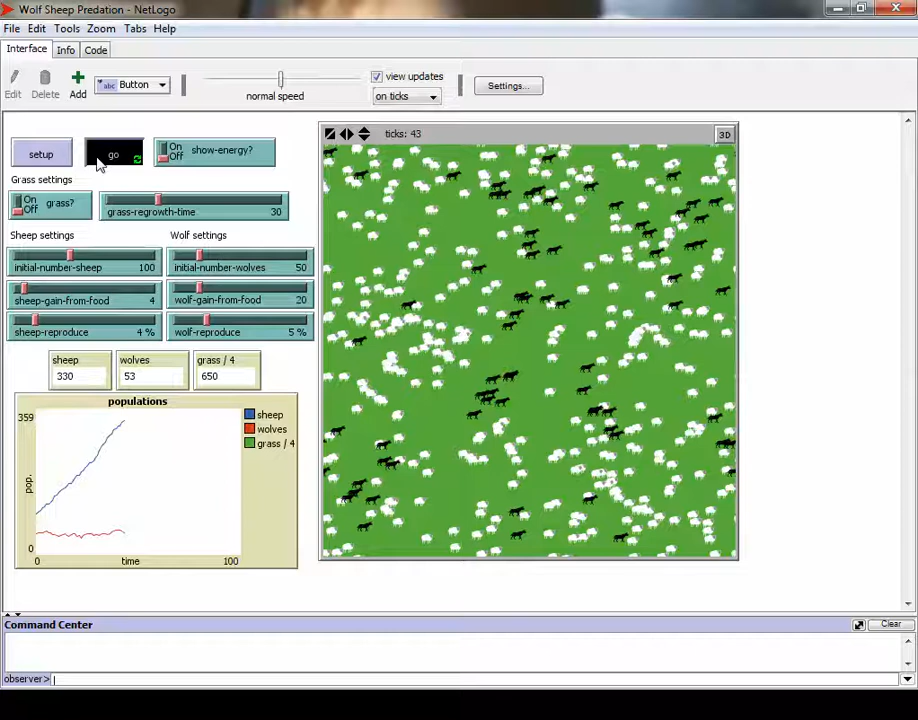 Wolf Sheep Predation - NetLogo
File Edit Tools Zoom Tabs Help
Interface Info Code
Edit Delete Add abc Button normal speed view updates on ticks Settings...
setup go On Off show-energy? ticks: 43 3D
Grass settings
On Off grass? grass-regrowth-time 30
Sheep settings Wolf settings
initial-number-sheep 100 initial-number-wolves 50
sheep-gain-from-food 4 wolf-gain-from-food 20
sheep-reproduce 4 % wolf-reproduce 5 %
sheep wolves grass / 4
330 53 650
populations
359 sheep
wolves
grass / 4
pop.
0
0 time 100
Command Center Clear
observer>